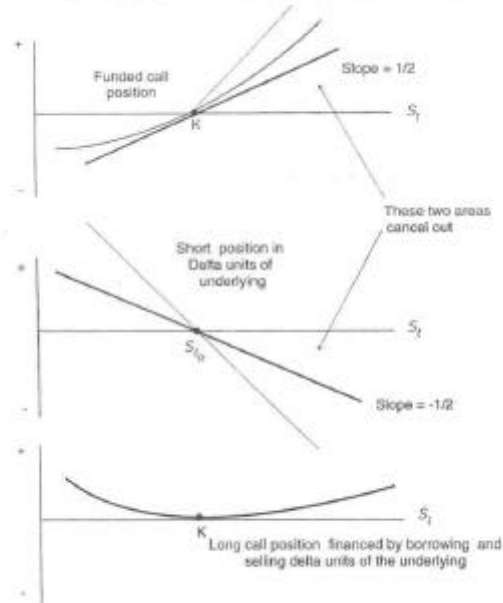 +
Funded call
position
Slope = 1/2
K
S_t
-
These two areas
cancel out
+
Short position in
Delta units of
underlying
S_t
S_t₀
Slope = -1/2
-
+
K
S_t
Long call position financed by borrowing and
selling delta units of the underlying
-